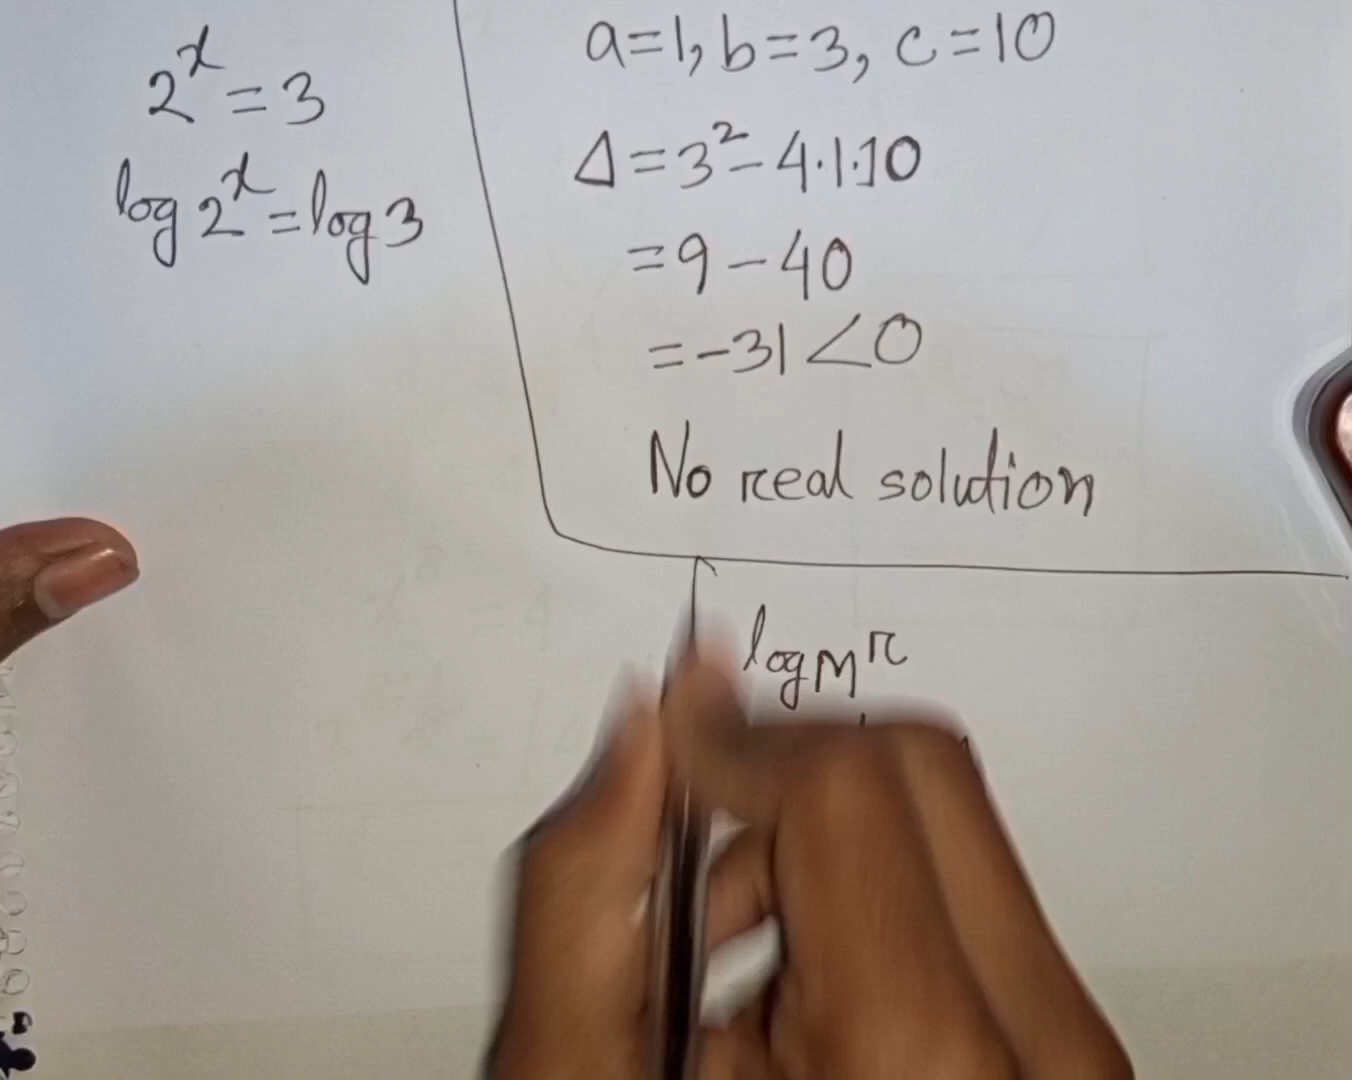 2^x = 3
log 2^x = log 3
a=1, b=3, c=10
Δ=3²-4·1·10
=9-40
=-31<0
No real solution
log M^r